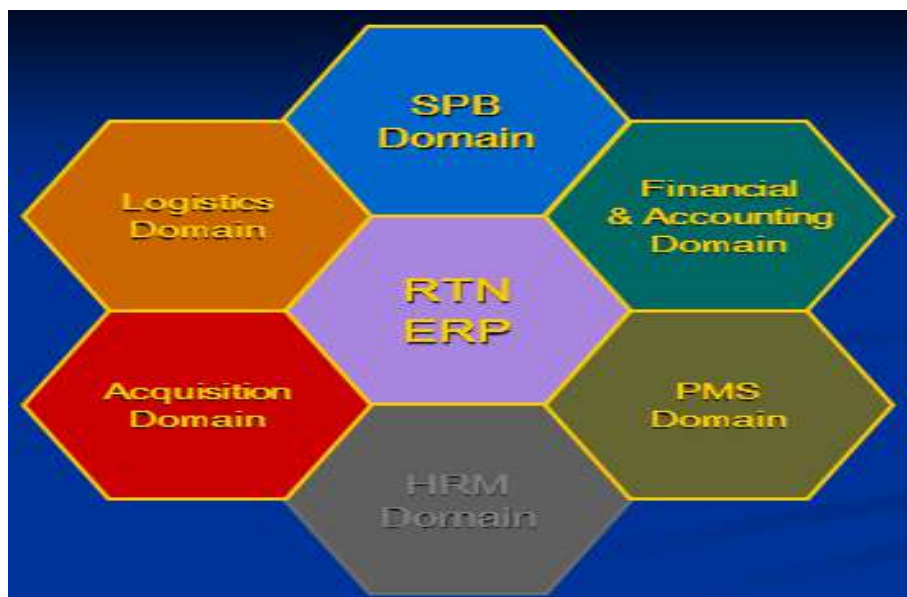 SPB
Domain
Logistics
Domain
Financial
& Accounting
Domain
RTN
ERP
Acquisition
Domain
PMS
Domain
HRM
Domain